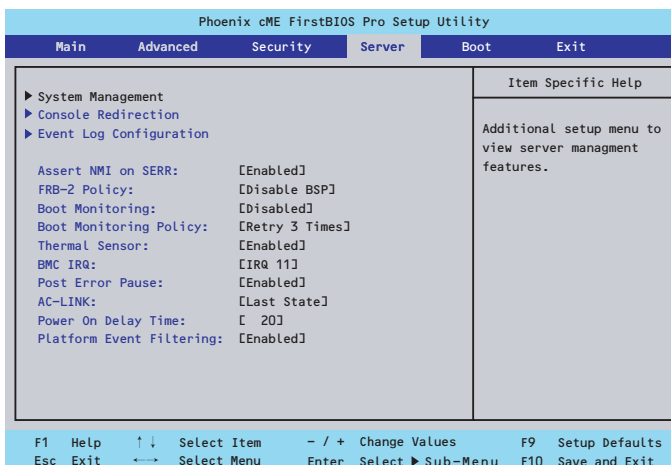 Phoenix cME FirstBIOS Pro Setup Utility
Main Advanced Security Server Boot Exit
Item Specific Help
▶ System Management
▶ Console Redirection
▶ Event Log Configuration
Additional setup menu to
view server managment
features.
Assert NMI on SERR: [Enabled]
FRB-2 Policy: [Disable BSP]
Boot Monitoring: [Disabled]
Boot Monitoring Policy: [Retry 3 Times]
Thermal Sensor: [Enabled]
BMC IRQ: [IRQ 11]
Post Error Pause: [Enabled]
AC-LINK: [Last State]
Power On Delay Time: [ 20]
Platform Event Filtering: [Enabled]
F1 Help ↑↓ Select Item - / + Change Values F9 Setup Defaults
Esc Exit ←→ Select Menu Enter Select ▶ Sub-Menu F10 Save and Exit